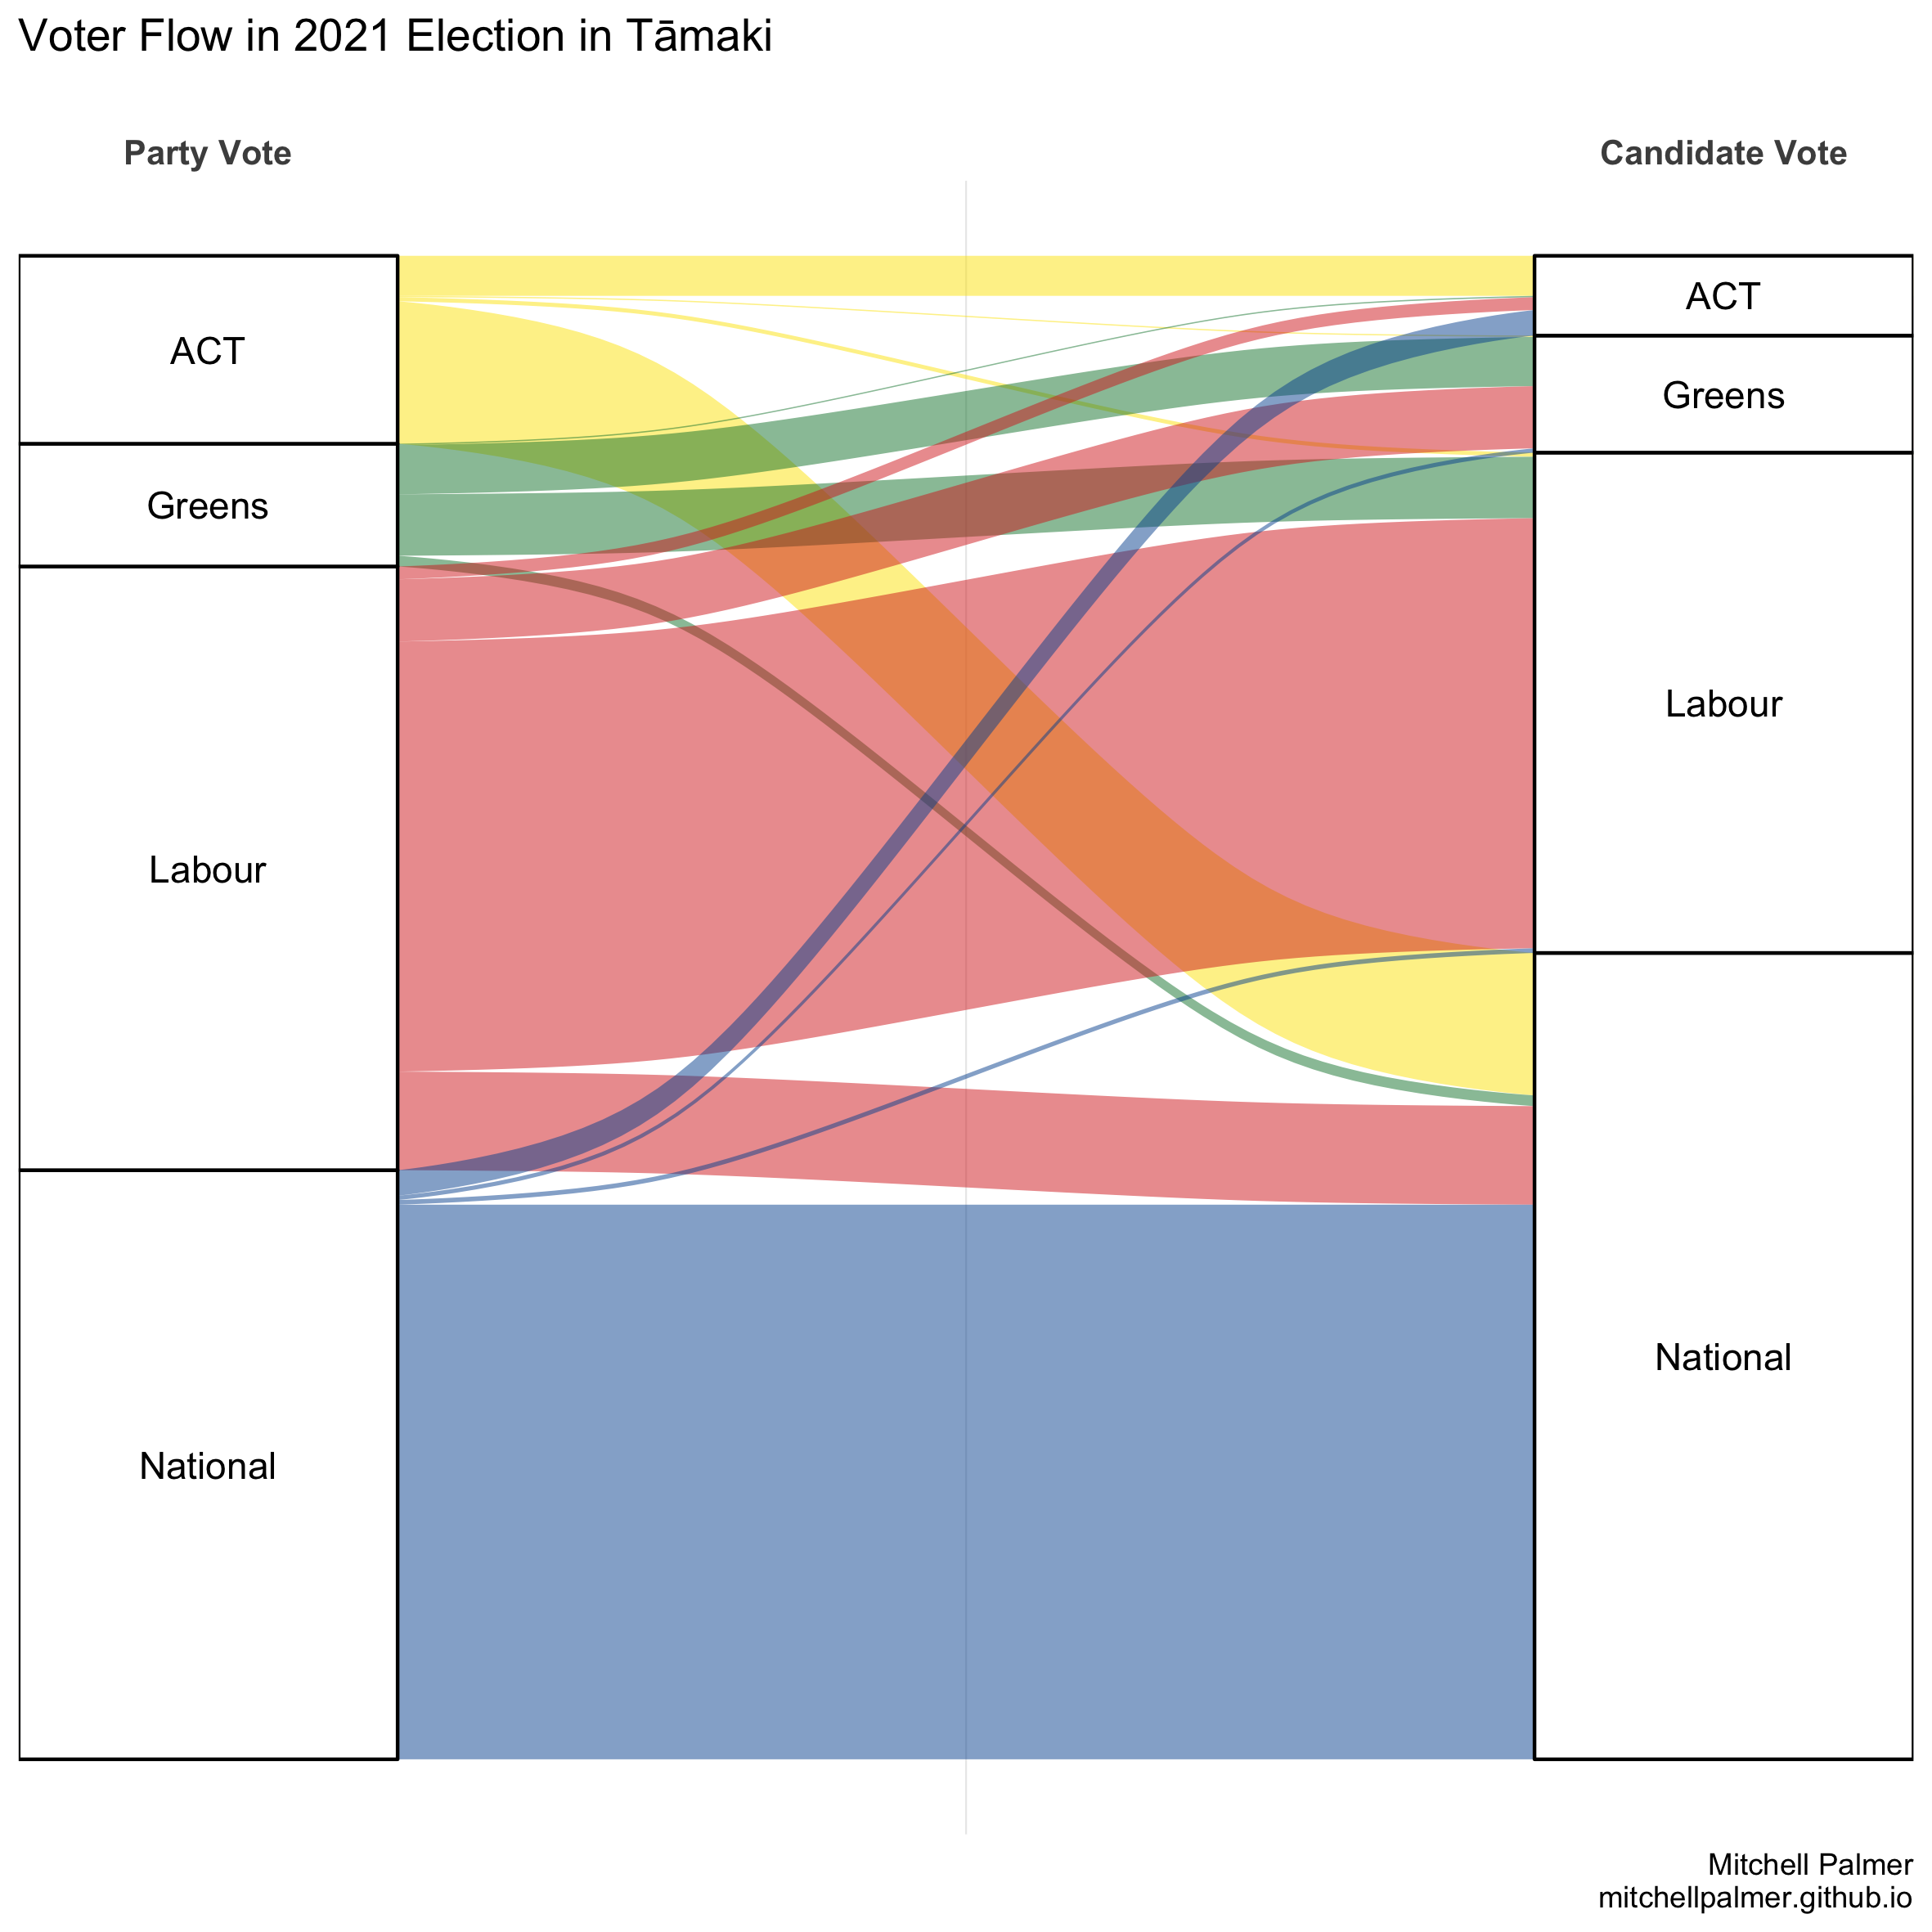 Voter Flow in 2021 Election in Tāmaki
Party Vote
Candidate Vote
ACT
Greens
Labour
National
ACT
Greens
Labour
National
Mitchell Palmer
mitchellpalmer.github.io